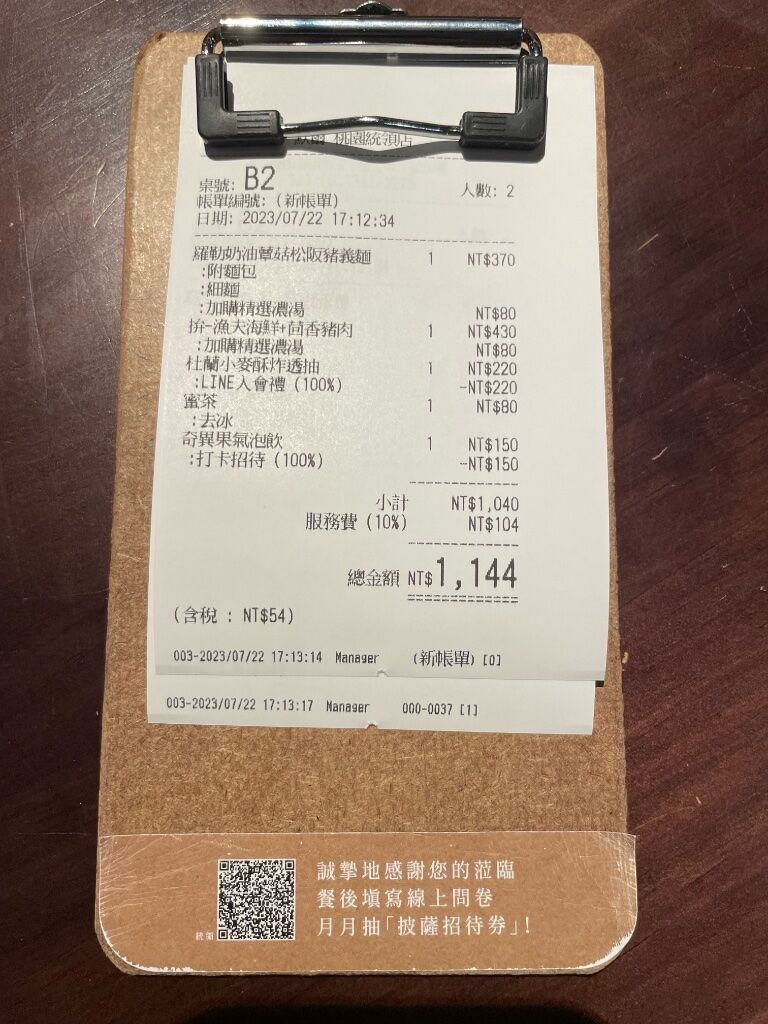 桃園統領店
桌號: B2 人數: 2
帳單編號: (新帳單)
日期: 2023/07/22 17:12:34
羅勒奶油蕈菇松阪豬義麵 1 NT$370
:附麵包
:細麵
:加購精選濃湯 NT$80
拚-漁夫海鮮+茴香豬肉 1 NT$430
:加購精選濃湯 NT$80
杜蘭小麥酥炸透抽 1 NT$220
:LINE入會禮 (100%) -NT$220
蜜茶 1 NT$80
:去冰
奇異果氣泡飲 1 NT$150
:打卡招待 (100%) -NT$150
小計 NT$1,040
服務費 (10%) NT$104
總金額 NT$1,144
(含稅 : NT$54)
003-2023/07/22 17:13:14 Manager (新帳單) [0]
003-2023/07/22 17:13:17 Manager 000-0037 [1]
誠摯地感謝您的蒞臨
餐後填寫線上問卷
月月抽「披薩招待券」!
統領